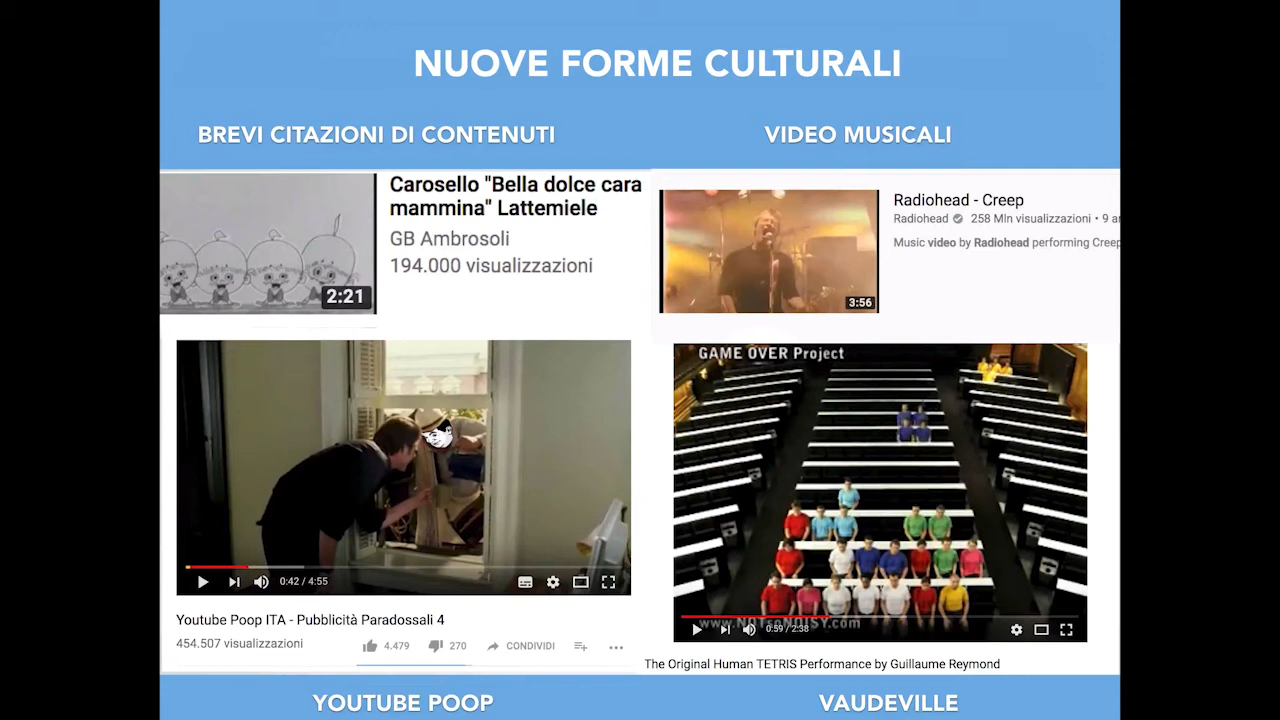 NUOVE FORME CULTURALI
BREVI CITAZIONI DI CONTENUTI
VIDEO MUSICALI
Carosello "Bella dolce cara
mammina" Lattemiele
GB Ambrosoli
194.000 visualizzazioni
2:21
Radiohead - Creep
Radiohead 258 Mln visualizzazioni • 9 a
Music video by Radiohead performing Creep
3:56
0:42 / 4:55
Youtube Poop ITA - Pubblicità Paradossali 4
454.507 visualizzazioni
4.479 270 CONDIVIDI
GAME OVER Project
www.NOTsoNOISY.com
0:59 / 2:38
The Original Human TETRIS Performance by Guillaume Reymond
YOUTUBE POOP
VAUDEVILLE